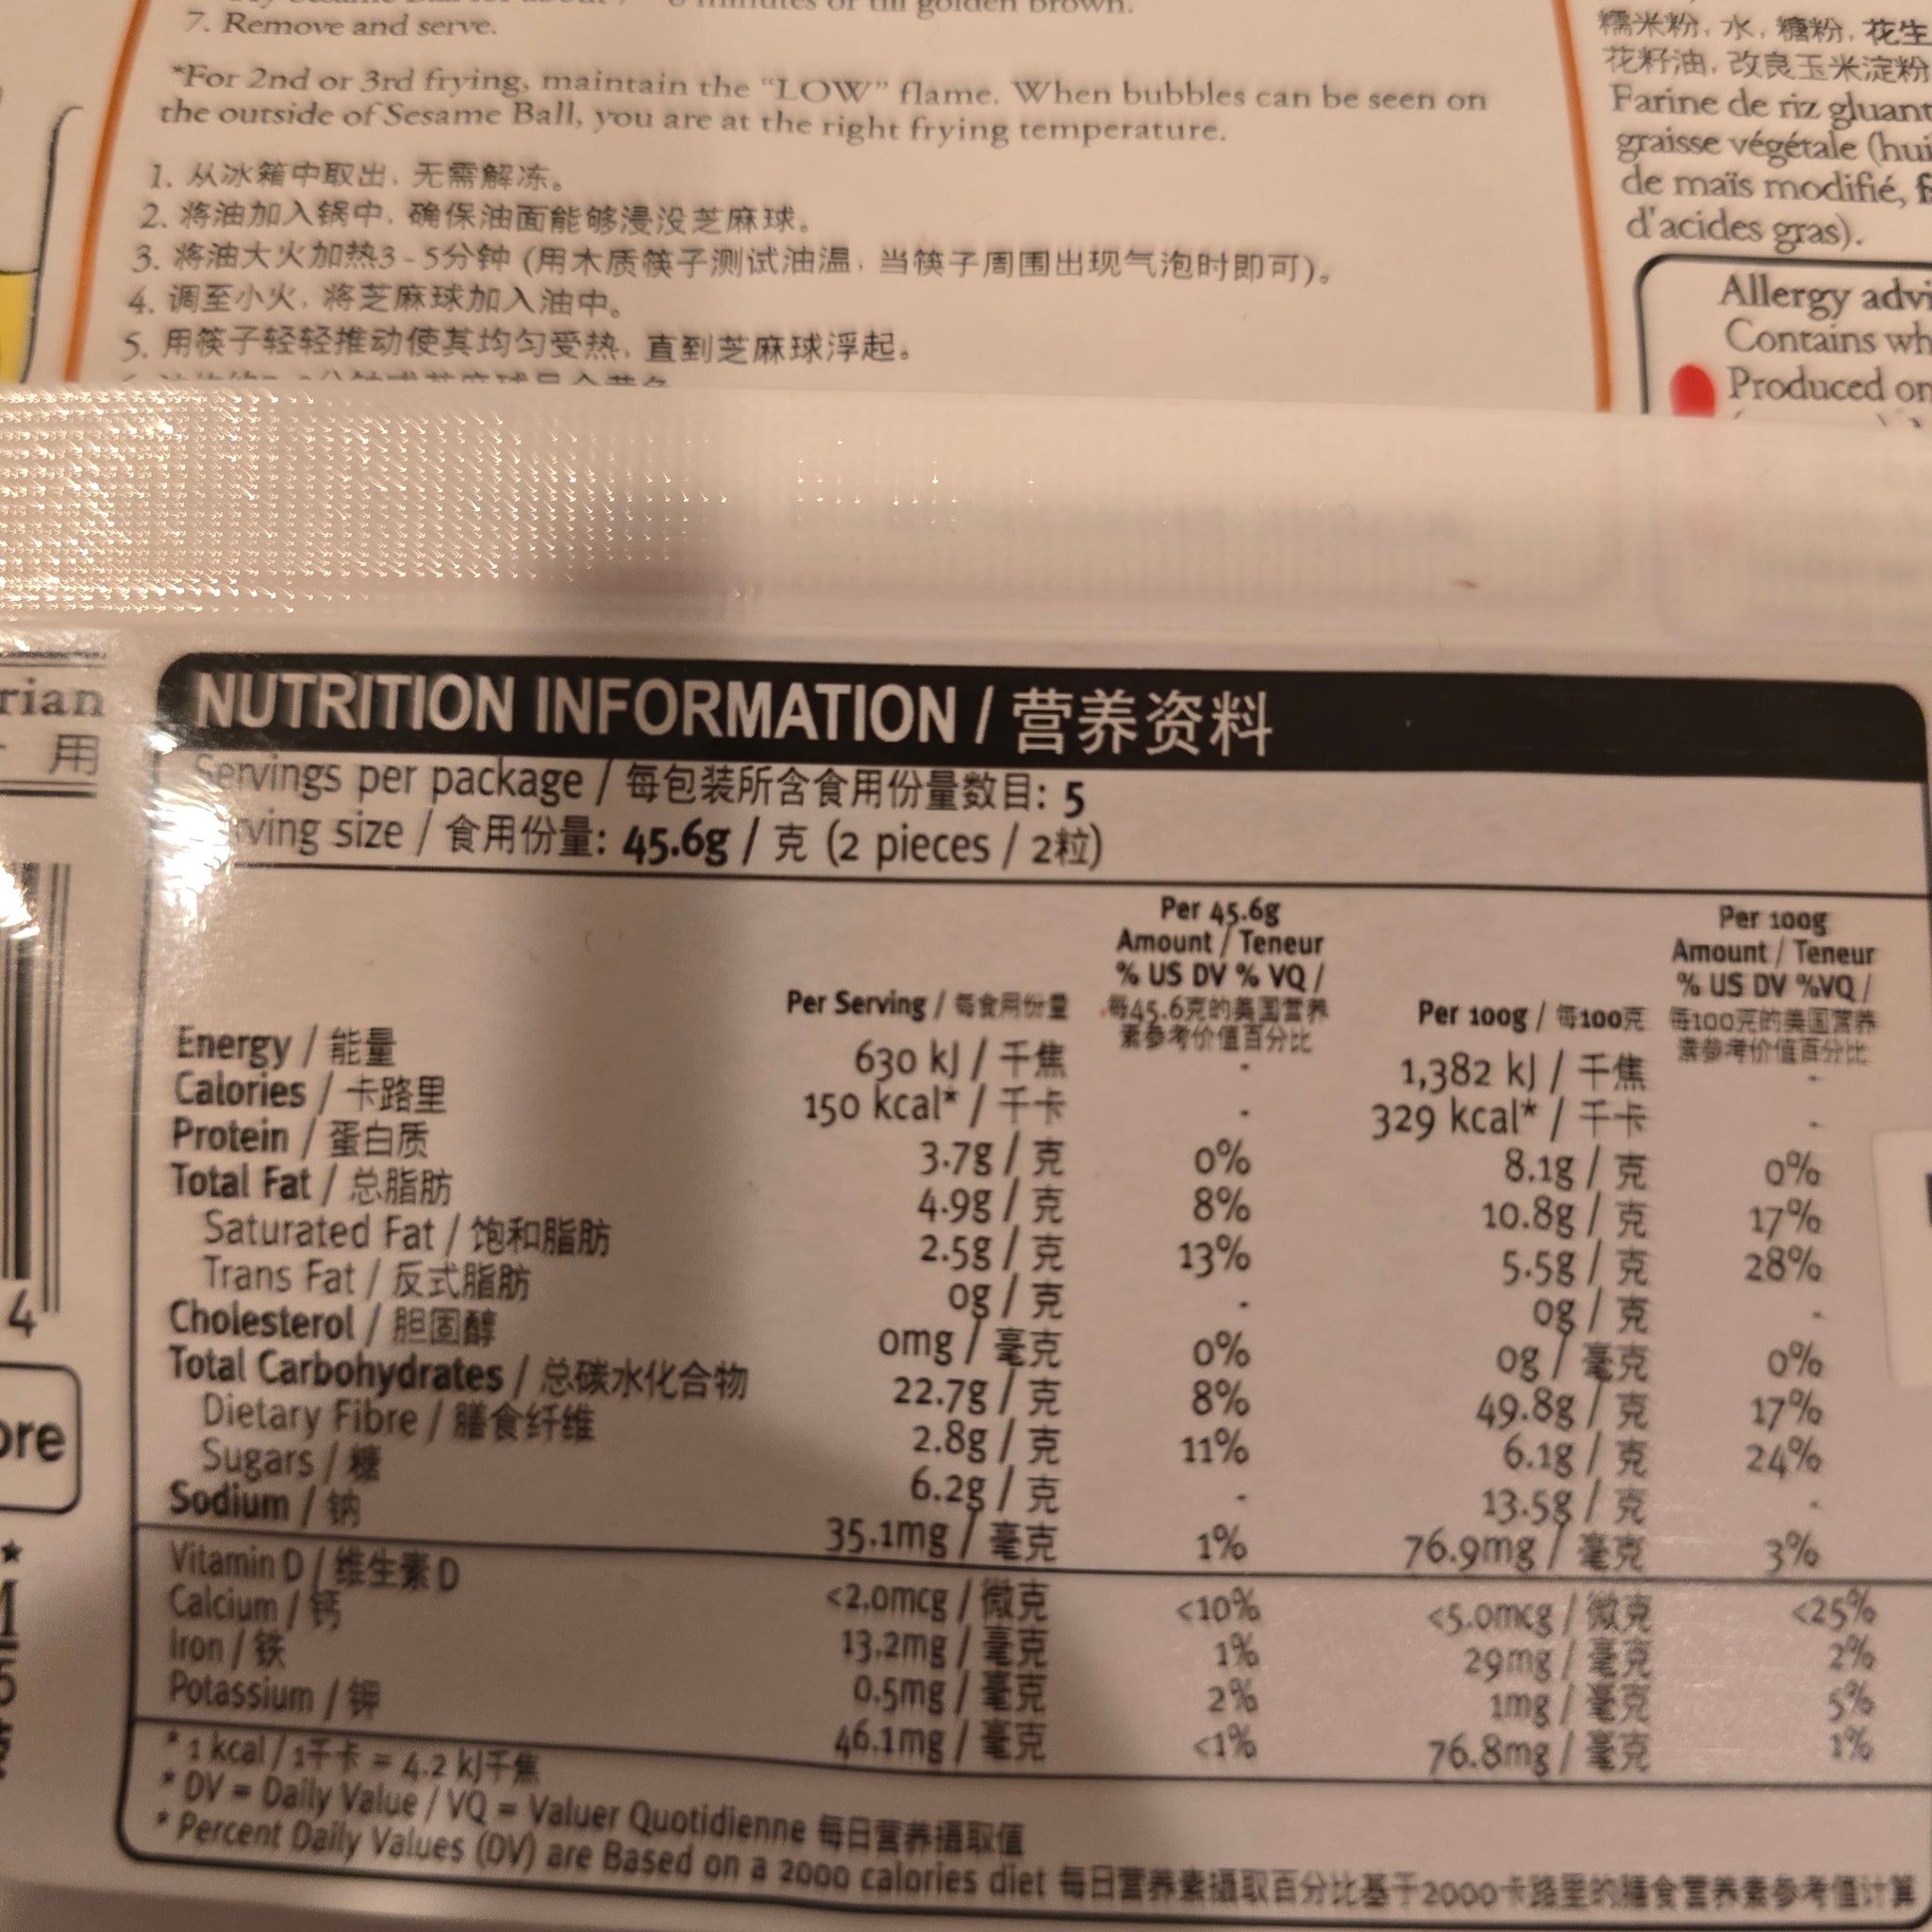 golden brown.
7. Remove and serve.
*For 2nd or 3rd frying, maintain the “LOW” flame. When bubbles can be seen on
the outside of Sesame Ball, you are at the right frying temperature.
1. 从冰箱中取出, 无需解冻。
2. 将油加入锅中, 确保油面能够浸没芝麻球。
3. 将油大火加热3 - 5分钟 (用木质筷子测试油温, 当筷子周围出现气泡时即可)。
4. 调至小火, 将芝麻球加入油中。
5. 用筷子轻轻推动使其均匀受热, 直到芝麻球浮起。
糯米粉, 水, 糖粉, 花生
花籽油, 改良玉米淀粉
Farine de riz gluant
graisse végétale (hui
de maïs modifié, f
d'acides gras).
Allergy advi
Contains wh
Produced on
rian
用
4
ore
NUTRITION INFORMATION / 营养资料
Servings per package / 每包装所含食用份量数目: 5
rving size / 食用份量: 45.6g / 克 (2 pieces / 2粒)
Per Serving / 每食用份量
Per 45.6g
Amount / Teneur
% US DV % VQ /
每45.6克的美国营养
素参考价值百分比
Per 100g / 每100克
Per 100g
Amount / Teneur
% US DV %VQ /
每100克的美国营养
素参考价值百分比
Energy / 能量 630 kJ / 千焦 - 1,382 kJ / 千焦 -
Calories / 卡路里 150 kcal* / 千卡 - 329 kcal* / 千卡 -
Protein / 蛋白质 3.7g / 克 0% 8.1g / 克 0%
Total Fat / 总脂肪 4.9g / 克 8% 10.8g / 克 17%
Saturated Fat / 饱和脂肪 2.5g / 克 13% 5.5g / 克 28%
Trans Fat / 反式脂肪 0g / 克 - 0g / 克 -
Cholesterol / 胆固醇 0mg / 毫克 0% 0g / 毫克 0%
Total Carbohydrates / 总碳水化合物 22.7g / 克 8% 49.8g / 克 17%
Dietary Fibre / 膳食纤维 2.8g / 克 11% 6.1g / 克 24%
Sugars / 糖 6.2g / 克 - 13.5g / 克 -
Sodium / 钠 35.1mg / 毫克 1% 76.9mg / 毫克 3%
Vitamin D / 维生素 D <2.0mcg / 微克 <10% <5.0mcg / 微克 <25%
Calcium / 钙 13.2mg / 毫克 1% 29mg / 毫克 2%
Iron / 铁 0.5mg / 毫克 2% 1mg / 毫克 5%
Potassium / 钾 46.1mg / 毫克 <1% 76.8mg / 毫克 1%
* 1 kcal / 1千卡 = 4.2 kJ千焦
* DV = Daily Value / VQ = Valuer Quotidienne 每日营养摄取值
* Percent Daily Values (DV) are Based on a 2000 calories diet 每日营养素摄取百分比基于2000卡路里的膳食营养素参考值计算